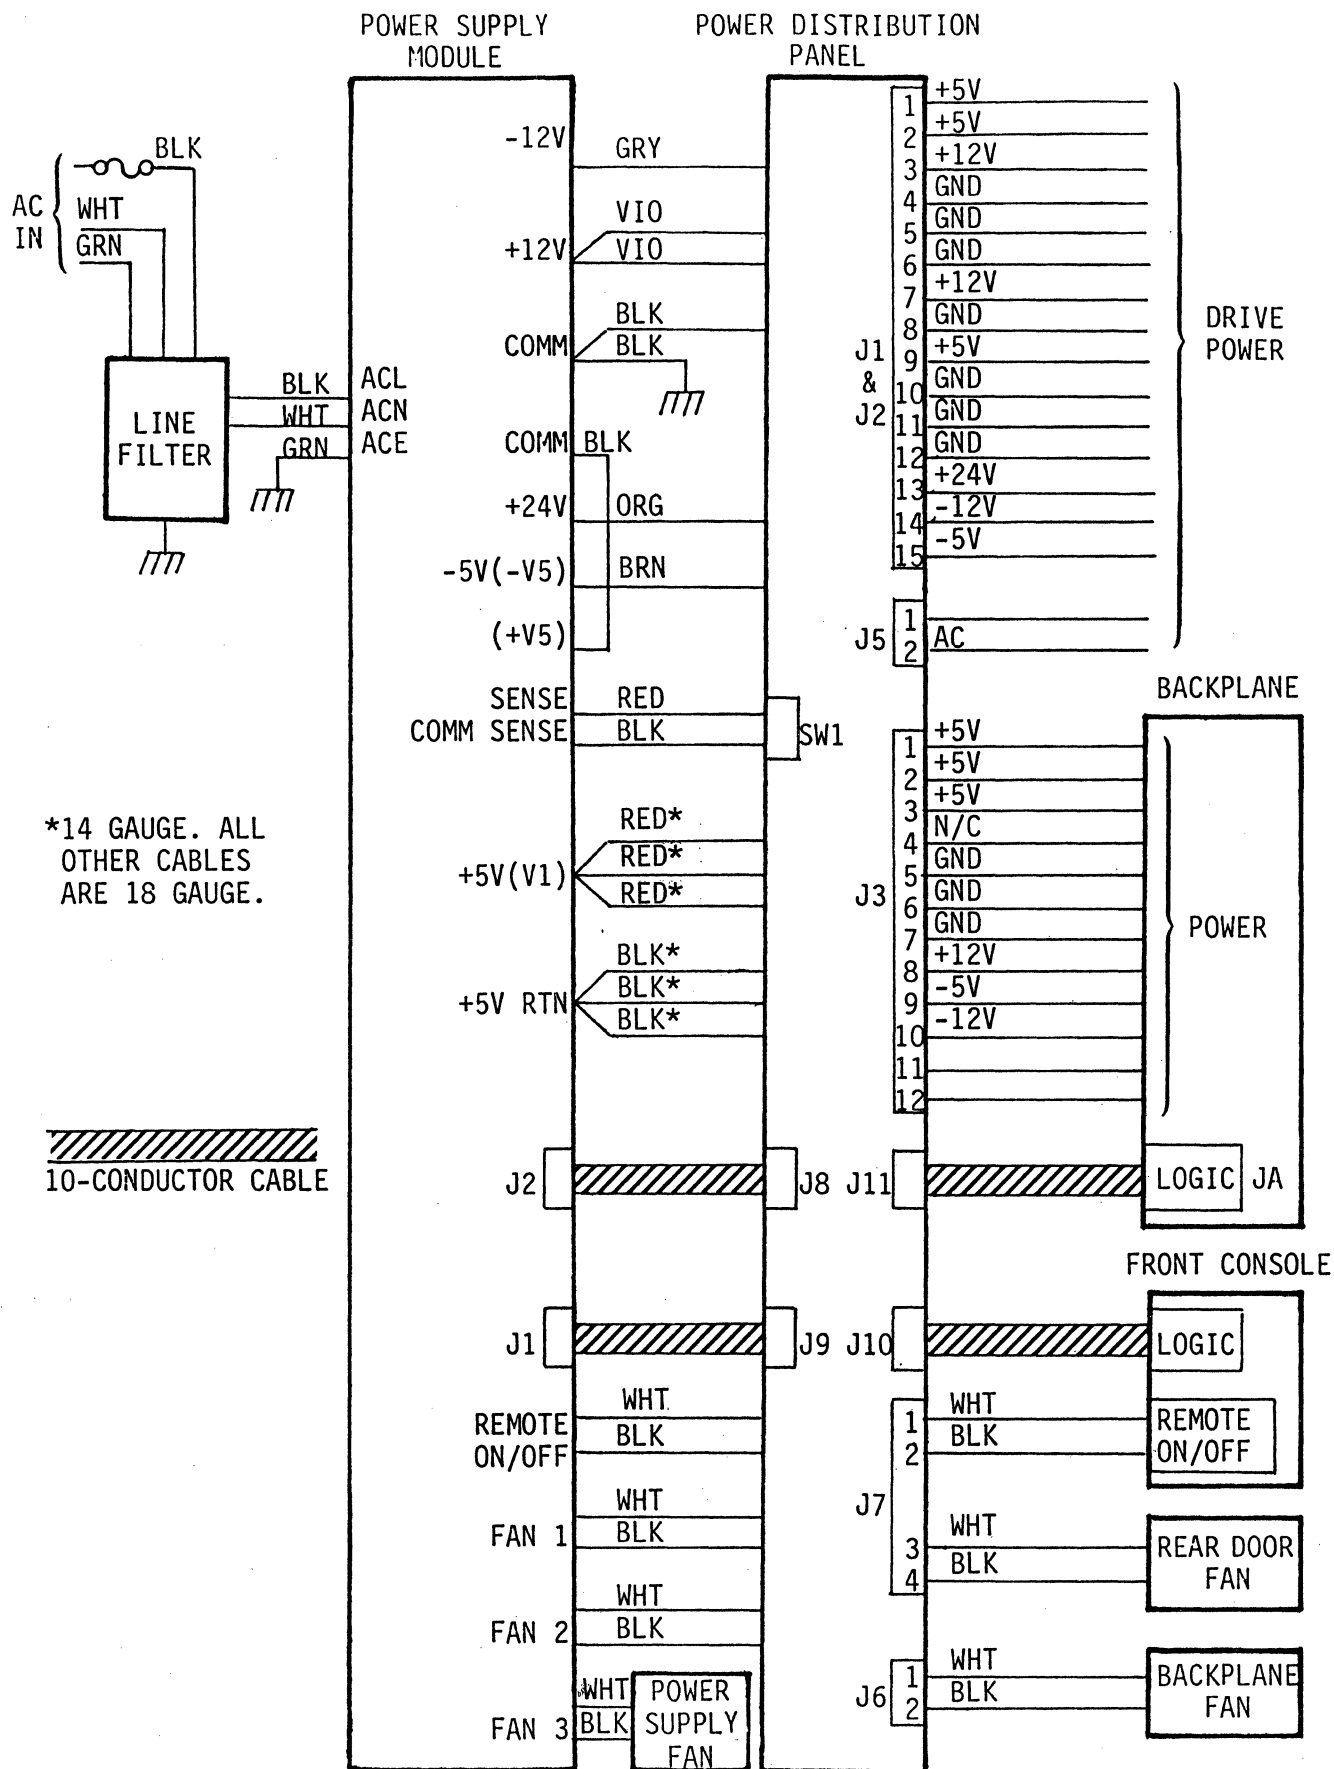 POWER SUPPLY
MODULE
POWER DISTRIBUTION
PANEL
AC
IN
BLK
WHT
GRN
LINE
FILTER
BLK
WHT
GRN
ACL
ACN
ACE
*14 GAUGE. ALL
OTHER CABLES
ARE 18 GAUGE.
10-CONDUCTOR CABLE
-12V
GRY
+12V
VIO
VIO
COMM
BLK
BLK
COMM
BLK
+24V
ORG
-5V(-V5)
BRN
(+V5)
SENSE
RED
COMM SENSE
BLK
SW1
+5V(V1)
RED*
RED*
RED*
+5V RTN
BLK*
BLK*
BLK*
J2
J8
J1
J9
REMOTE
ON/OFF
WHT
BLK
FAN 1
WHT
BLK
FAN 2
WHT
BLK
FAN 3
WHT
BLK
POWER
SUPPLY
FAN
J1
&
J2
1 +5V
2 +5V
3 +12V
4 GND
5 GND
6 GND
7 +12V
8 GND
9 +5V
10 GND
11 GND
12 GND
13 +24V
14 -12V
15 -5V
DRIVE
POWER
J5
1
2 AC
BACKPLANE
J3
1 +5V
2 +5V
3 +5V
4 N/C
5 GND
6 GND
7 GND
8 +12V
9 -5V
10 -12V
11
12
POWER
J11
LOGIC
JA
FRONT CONSOLE
J10
LOGIC
J7
1 WHT
2 BLK
REMOTE
ON/OFF
3 WHT
4 BLK
REAR DOOR
FAN
J6
1 WHT
2 BLK
BACKPLANE
FAN